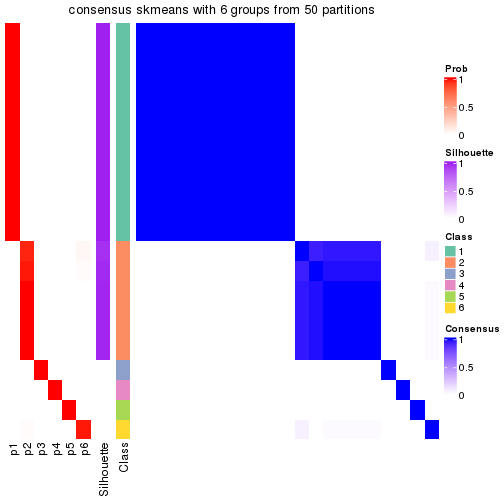 consensus skmeans with 6 groups from 50 partitions
Prob
1
0.5
0
Silhouette
1
0.5
0
Class
1
2
3
4
5
6
Consensus
1
0.5
0
p1
p2
p3
p4
p5
p6
Silhouette
Class